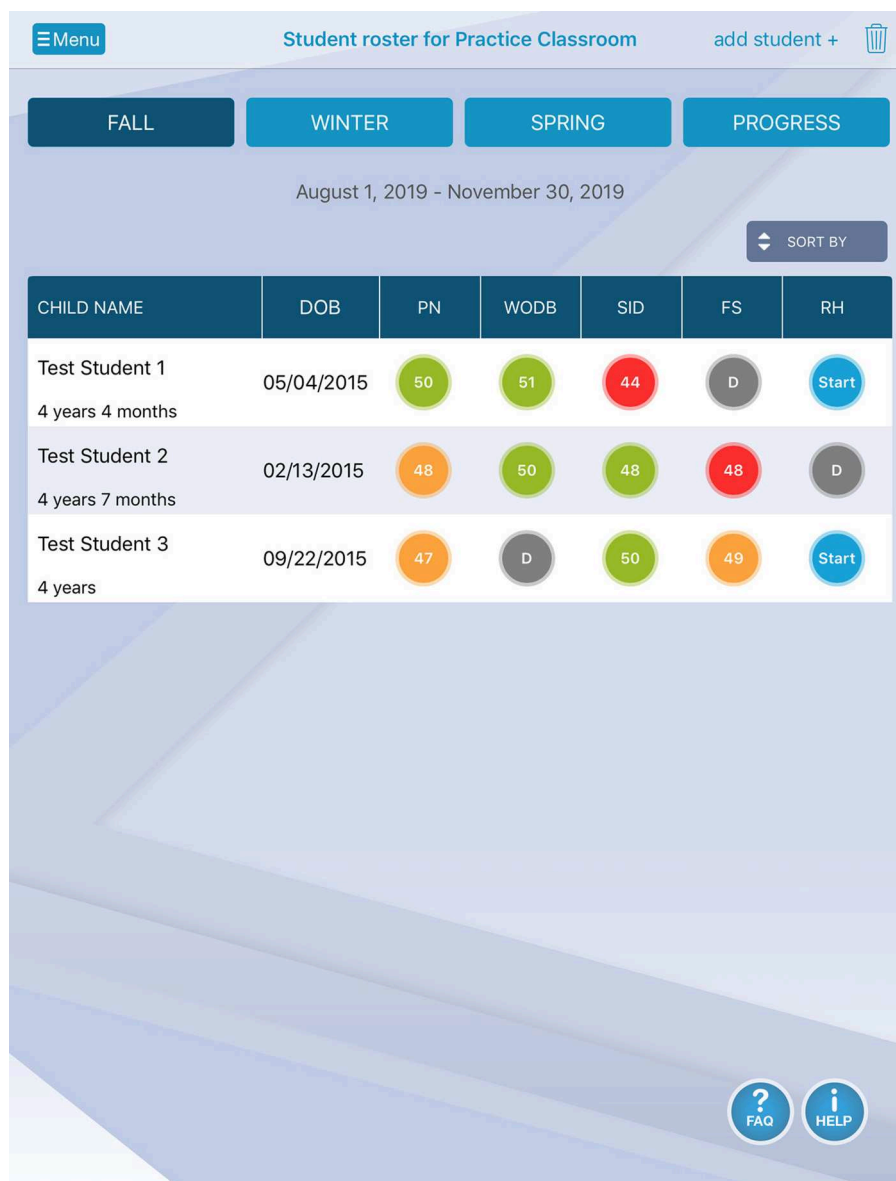 Menu Student roster for Practice Classroom add student +
FALL WINTER SPRING PROGRESS
August 1, 2019 - November 30, 2019
SORT BY
CHILD NAME DOB PN WODB SID FS RH
Test Student 1
05/04/2015 50 51 44 D Start
4 years 4 months
Test Student 2
02/13/2015 48 50 48 48 D
4 years 7 months
Test Student 3
09/22/2015 47 D 50 49 Start
4 years
? i
FAQ HELP